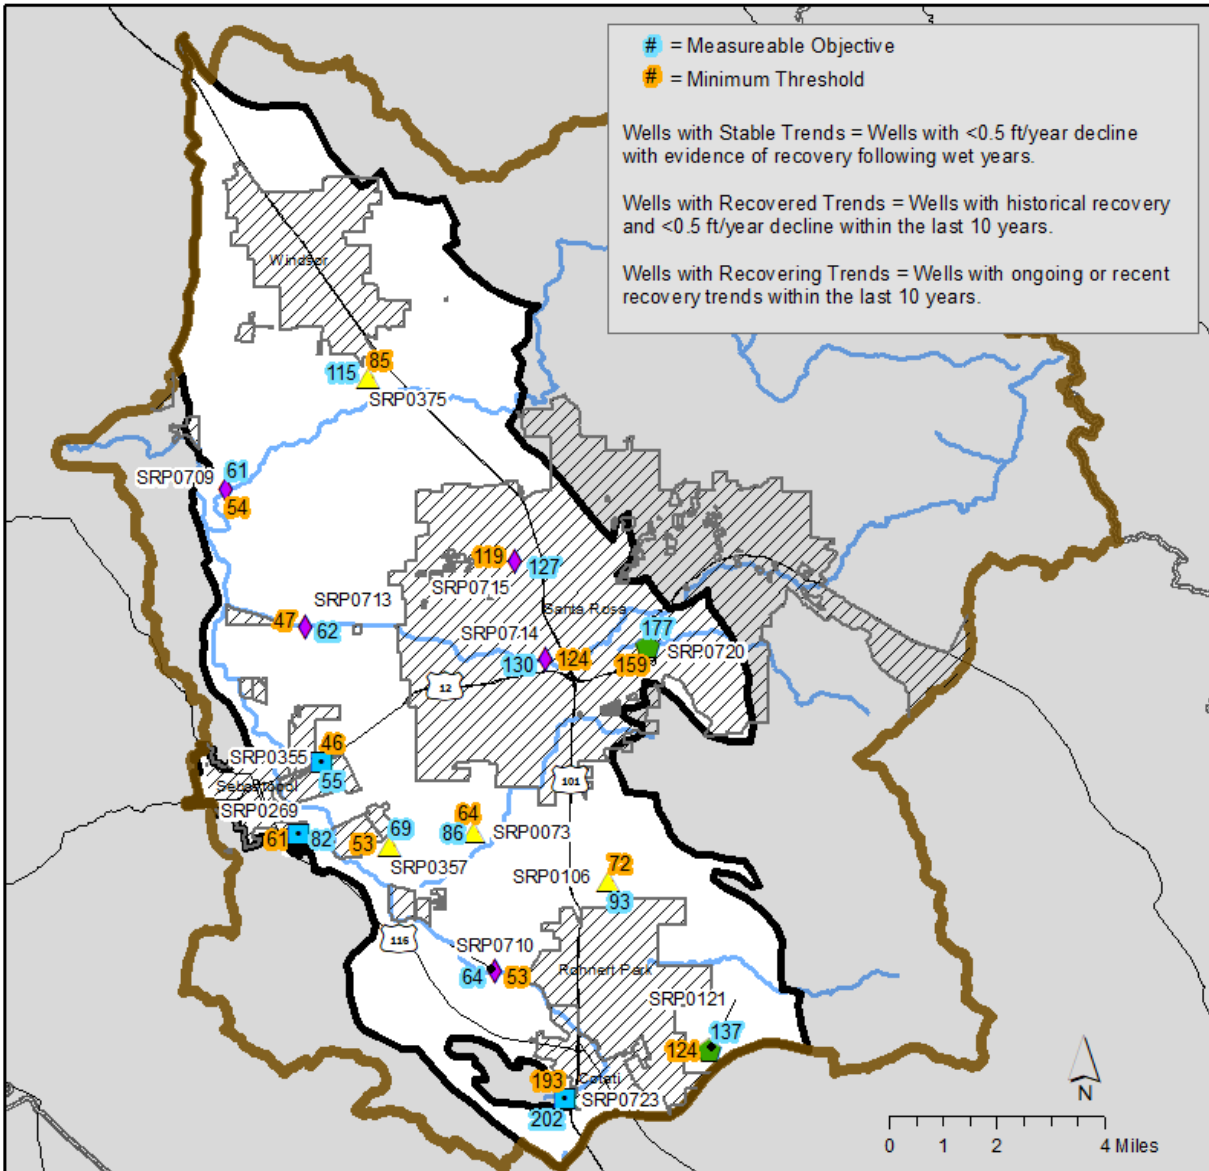 # = Measureable Objective
# = Minimum Threshold
Wells with Stable Trends = Wells with <0.5 ft/year decline
with evidence of recovery following wet years.
Wells with Recovered Trends = Wells with historical recovery
and <0.5 ft/year decline within the last 10 years.
Wells with Recovering Trends = Wells with ongoing or recent
recovery trends within the last 10 years.
Windsor
115
85
SRP0375
SRP0709
61
54
119
127
SRP0715
SRP0713
47
62
Santa Rosa
SRP0714
130
124
177
159
SRP0720
12
SRP0355
46
55
Sebastopol
SRP0269
61
82
101
53
69
SRP0357
64
86
SRP0073
SRP0106
72
93
116
SRP0710
64
53
Rohnert Park
SRP0121
137
124
193
Cotati
SRP0723
202
N
0 1 2 4 Miles